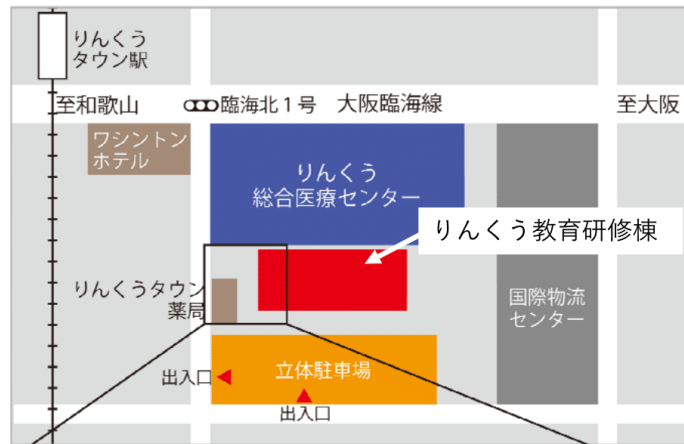 りんくう
タウン駅
至和歌山
臨海北1号
大阪臨海線
至大阪
ワシントン
ホテル
りんくう
総合医療センター
りんくう教育研修棟
りんくうタウン
薬局
国際物流
センター
立体駐車場
出入口
出入口